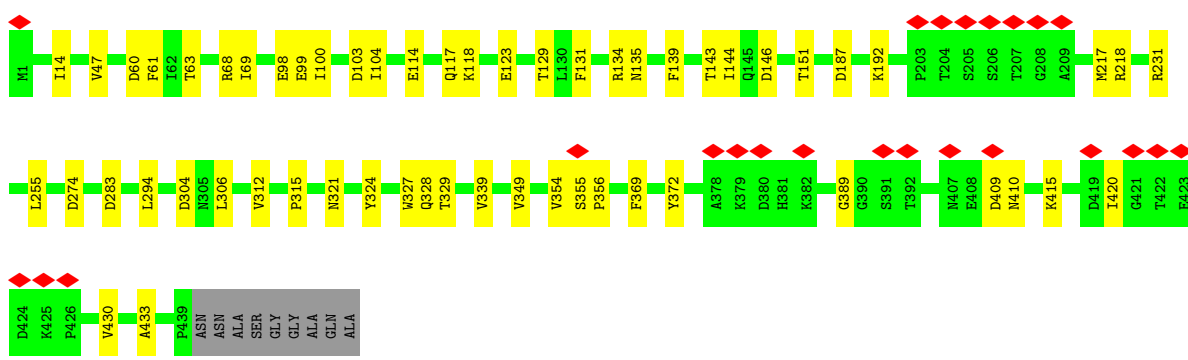 M1 I14 V47 D60 F61 I62 T63 R68 I69 E98 E99 I100 D103 I104 E114 Q117 K118 E123 T129 L130 F131 R134 N135 F139 T143 I144 Q145 D146 T151 D187 K192 P203 T204 S205 S206 T207 G208 A209 M217 R218 R231
L255 D274 D283 L294 D304 N305 L306 V312 P315 N321 Y324 W327 Q328 T329 V339 V349 V354 S355 P356 F369 Y372 A378 K379 D380 H381 K382 G389 G390 S391 T392 N407 E408 D409 N410 K415 D419 I420 G421 T422 E423
D424 K425 P426 V430 A433 P439 ASN ASN ALA SER GLY GLY ALA GLN ALA